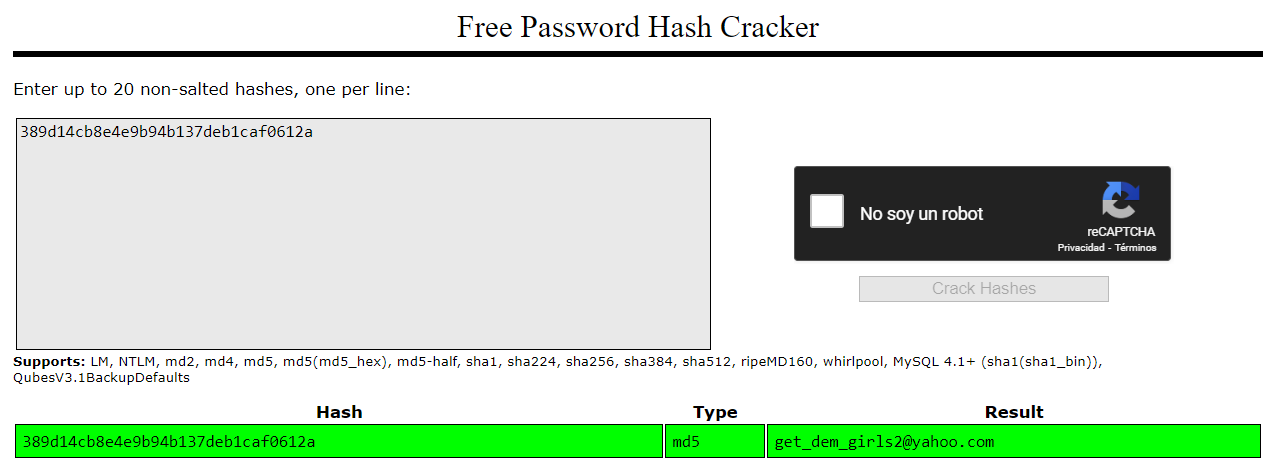 Free Password Hash Cracker
Enter up to 20 non-salted hashes, one per line:
389d14cb8e4e9b94b137deb1caf0612a
No soy un robot
reCAPTCHA
Privacidad - Términos
Crack Hashes
Supports: LM, NTLM, md2, md4, md5, md5(md5_hex), md5-half, sha1, sha224, sha256, sha384, sha512, ripeMD160, whirlpool, MySQL 4.1+ (sha1(sha1_bin)),
QubesV3.1BackupDefaults
Hash Type Result
389d14cb8e4e9b94b137deb1caf0612a md5 get_dem_girls2@yahoo.com